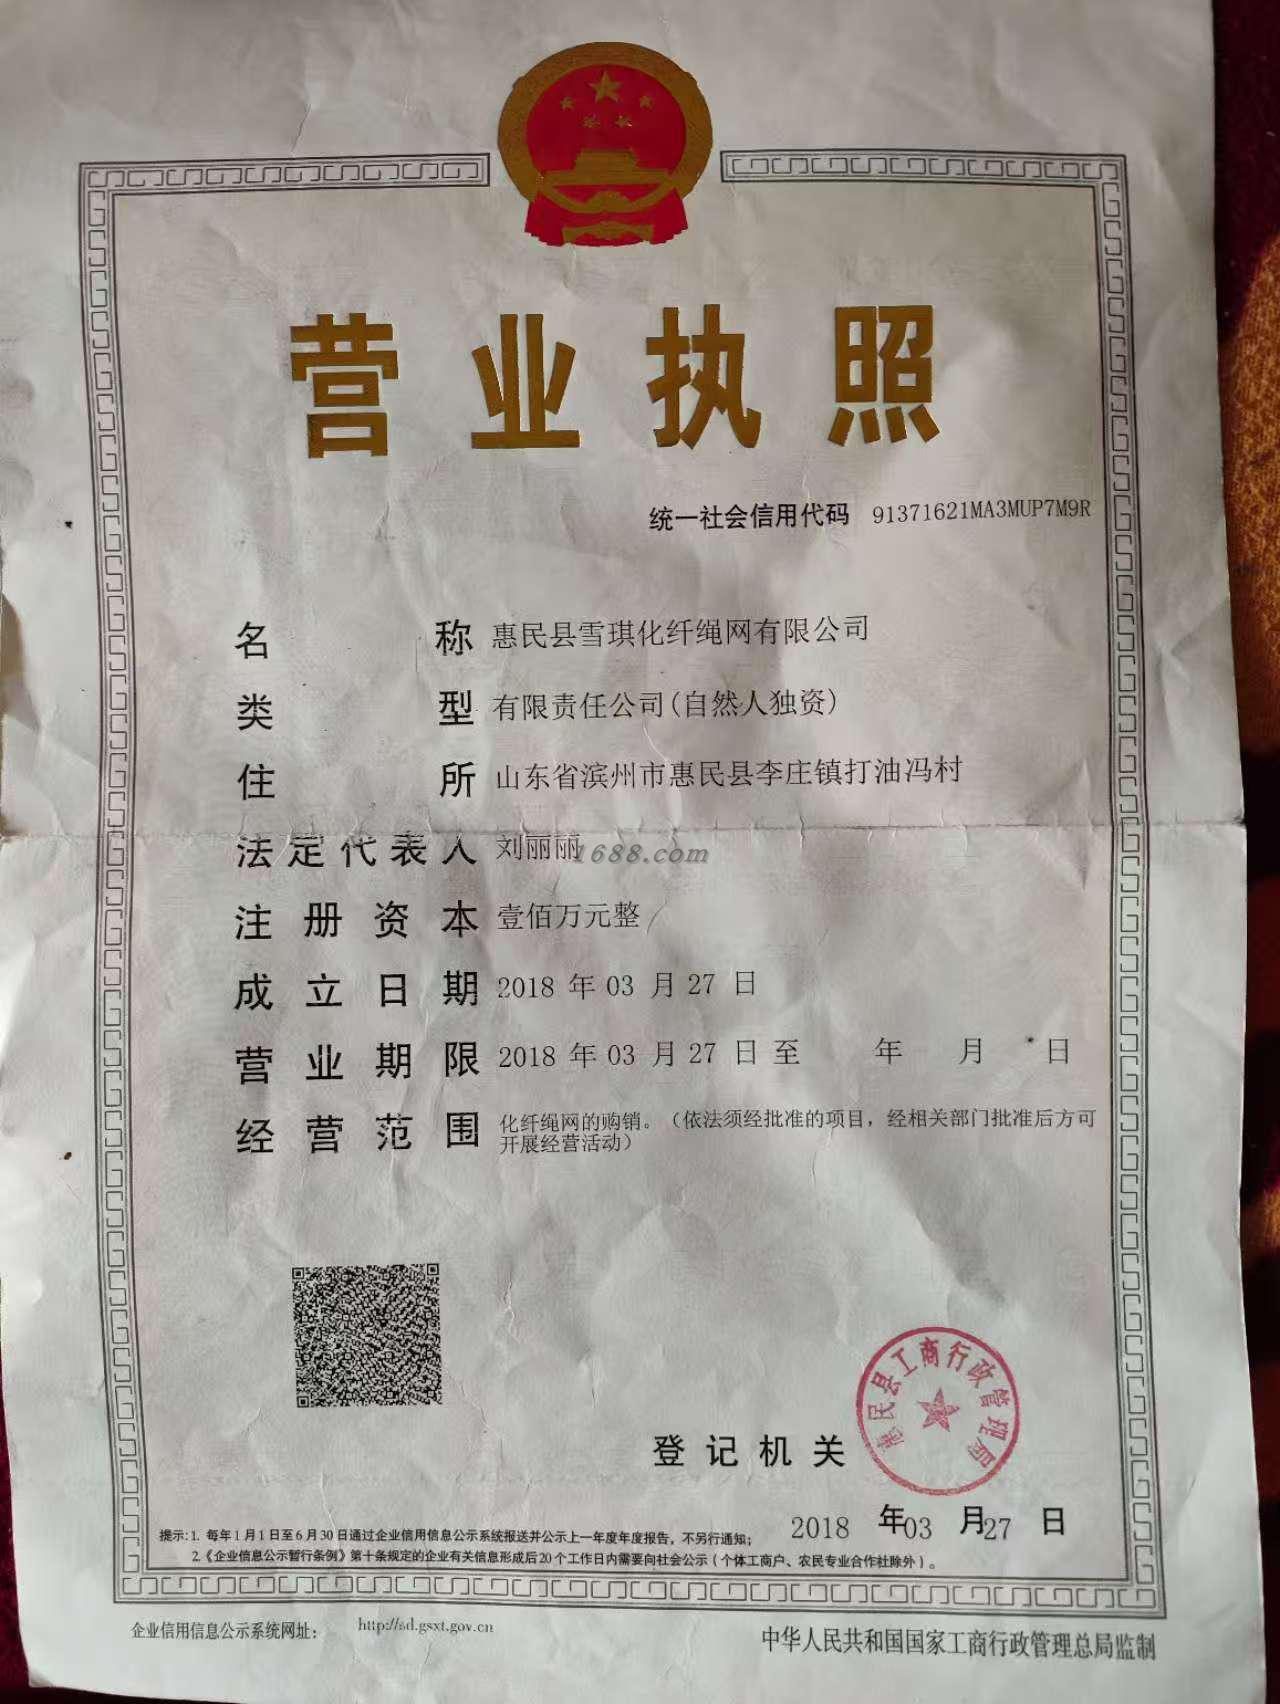 营业执照
统一社会信用代码 91371621MA3MUP7M9R
名称 惠民县雪琪化纤绳网有限公司
类型 有限责任公司(自然人独资)
住所 山东省滨州市惠民县李庄镇打油冯村
法定代表人 刘丽丽
1688.com
注册资本 壹佰万元整
成立日期 2018 年 03 月 27 日
营业期限 2018 年 03 月 27 日 至 年 月 日
经营范围 化纤绳网的购销。（依法须经批准的项目，经相关部门批准后方可
开展经营活动）
惠民县工商行政管理局
登记机关
2018 年 03 月 27 日
提示：1. 每年1月1日至6月30日通过企业信用信息公示系统报送并公示上一年度年度报告，不另行通知；
2.《企业信息公示暂行条例》第十条规定的企业有关信息形成后20个工作日内需要向社会公示（个体工商户、农民专业合作社除外）。
企业信用信息公示系统网址： http://sd.gsxt.gov.cn
中华人民共和国国家工商行政管理总局监制